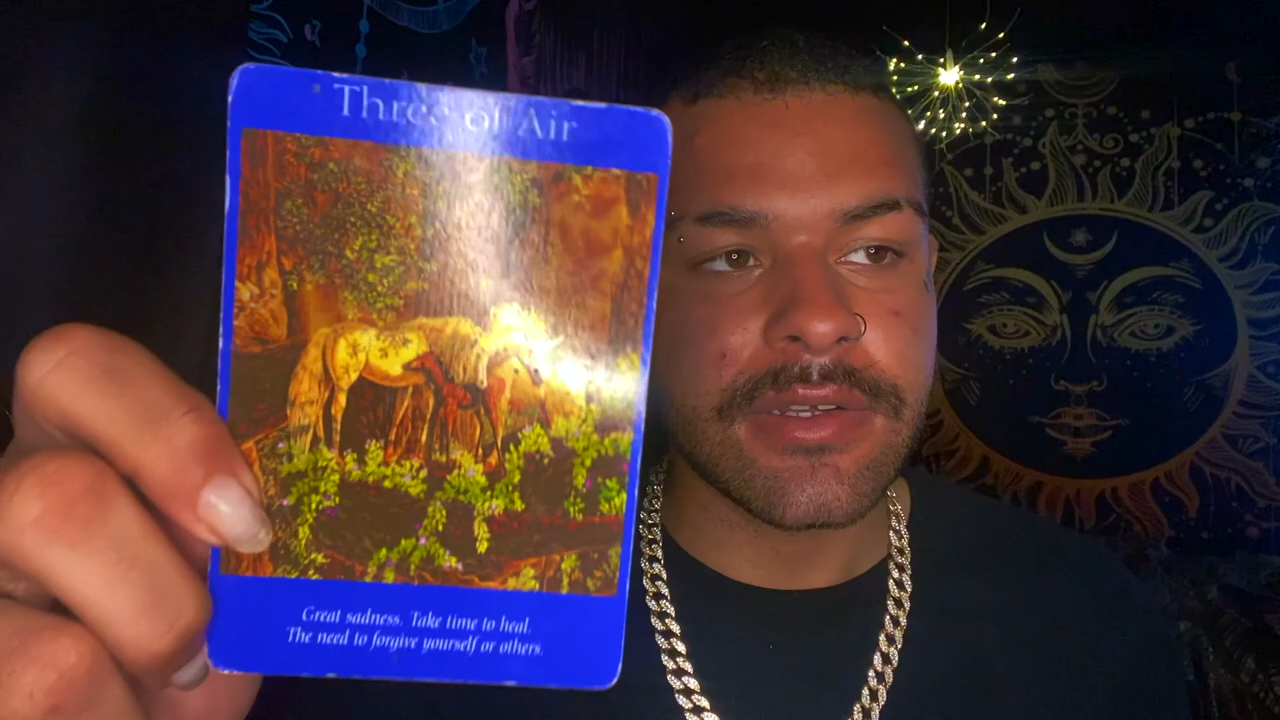 Three of Air
Great sadness. Take time to heal.
The need to forgive yourself or others.